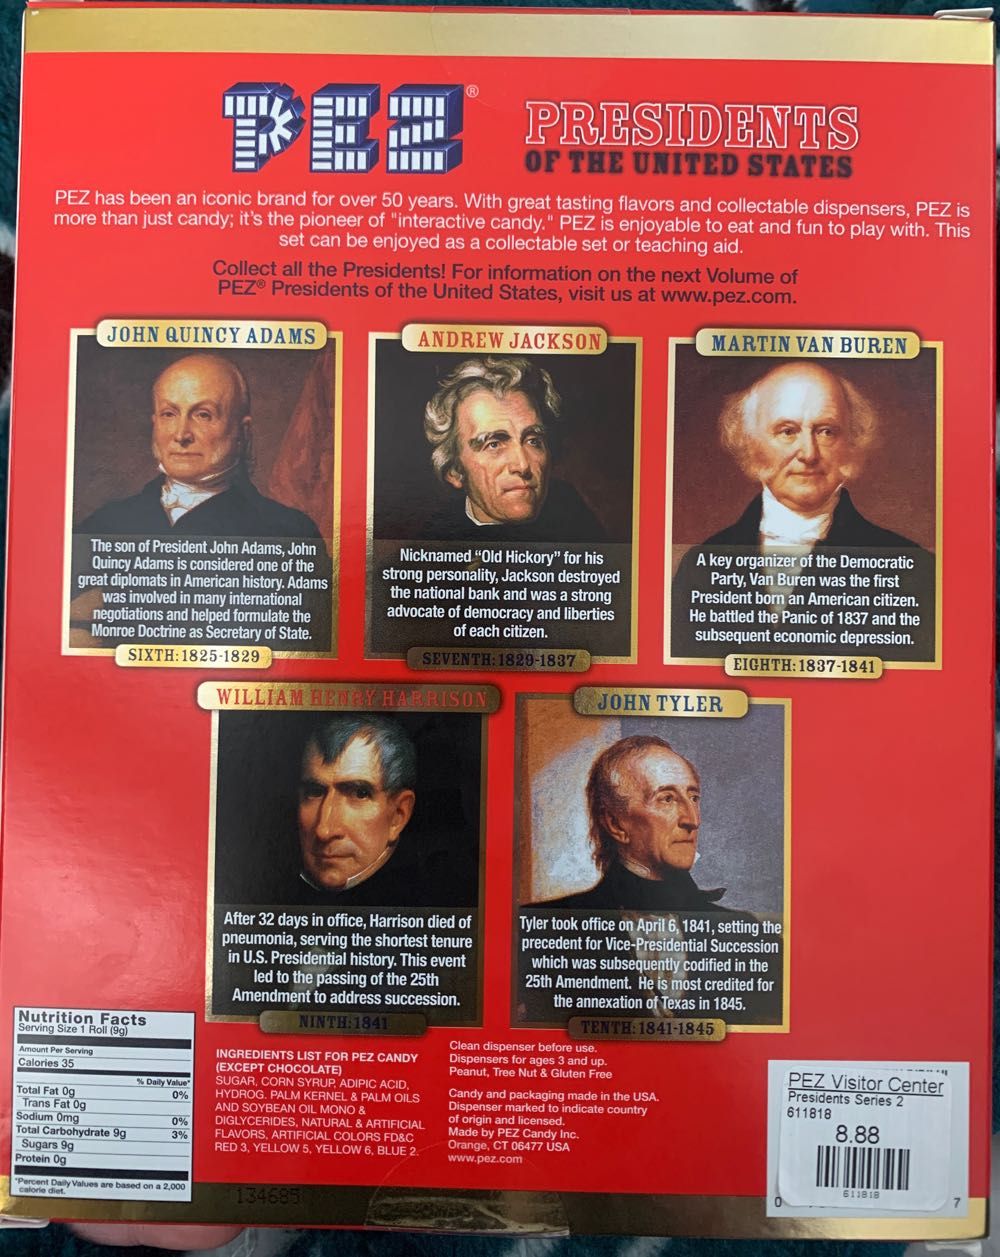 PEZ®
PRESIDENTS
OF THE UNITED STATES
PEZ has been an iconic brand for over 50 years. With great tasting flavors and collectable dispensers, PEZ is
more than just candy; it's the pioneer of "interactive candy." PEZ is enjoyable to eat and fun to play with. This
set can be enjoyed as a collectable set or teaching aid.
Collect all the Presidents! For information on the next Volume of
PEZ® Presidents of the United States, visit us at www.pez.com.
JOHN QUINCY ADAMS
The son of President John Adams, John
Quincy Adams is considered one of the
great diplomats in American history. Adams
was involved in many international
negotiations and helped formulate the
Monroe Doctrine as Secretary of State.
SIXTH: 1825-1829
ANDREW JACKSON
Nicknamed “Old Hickory” for his
strong personality, Jackson destroyed
the national bank and was a strong
advocate of democracy and liberties
of each citizen.
SEVENTH: 1829-1837
MARTIN VAN BUREN
A key organizer of the Democratic
Party, Van Buren was the first
President born an American citizen.
He battled the Panic of 1837 and the
subsequent economic depression.
EIGHTH: 1837-1841
WILLIAM HENRY HARRISON
After 32 days in office, Harrison died of
pneumonia, serving the shortest tenure
in U.S. Presidential history. This event
led to the passing of the 25th
Amendment to address succession.
NINTH: 1841
JOHN TYLER
Tyler took office on April 6, 1841, setting the
precedent for Vice-Presidential Succession
which was subsequently codified in the
25th Amendment. He is most credited for
the annexation of Texas in 1845.
TENTH: 1841-1845
Nutrition Facts
Serving Size 1 Roll (9g)
Amount Per Serving
Calories 35
% Daily Value*
Total Fat 0g 0%
Trans Fat 0g
Sodium 0mg 0%
Total Carbohydrate 9g 3%
Sugars 9g
Protein 0g
*Percent Daily Values are based on a 2,000
calorie diet.
INGREDIENTS LIST FOR PEZ CANDY
(EXCEPT CHOCOLATE)
SUGAR, CORN SYRUP, ADIPIC ACID,
HYDROG. PALM KERNEL & PALM OILS
AND SOYBEAN OIL MONO &
DIGLYCERIDES, NATURAL & ARTIFICIAL
FLAVORS, ARTIFICIAL COLORS FD&C
RED 3, YELLOW 5, YELLOW 6, BLUE 2.
Clean dispenser before use.
Dispensers for ages 3 and up.
Peanut, Tree Nut & Gluten Free
Candy and packaging made in the USA.
Dispenser marked to indicate country
of origin and licensed.
Made by PEZ Candy Inc.
Orange, CT 06477 USA
www.pez.com
PEZ Visitor Center
Presidents Series 2
611818
8.88
611818
0 7
134685